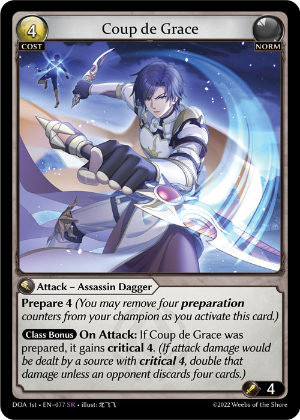 4
COST
Coup de Grace
NORM
Attack – Assassin Dagger
Prepare 4 (You may remove four preparation
counters from your champion as you activate this card.)
Class Bonus On Attack: If Coup de Grace was
prepared, it gains critical 4. (If attack damage would
be dealt by a source with critical 4, double that
damage unless an opponent discards four cards.)
4
DOA 1st • EN-077 SR • illust:
©2022 Weebs of the Shore